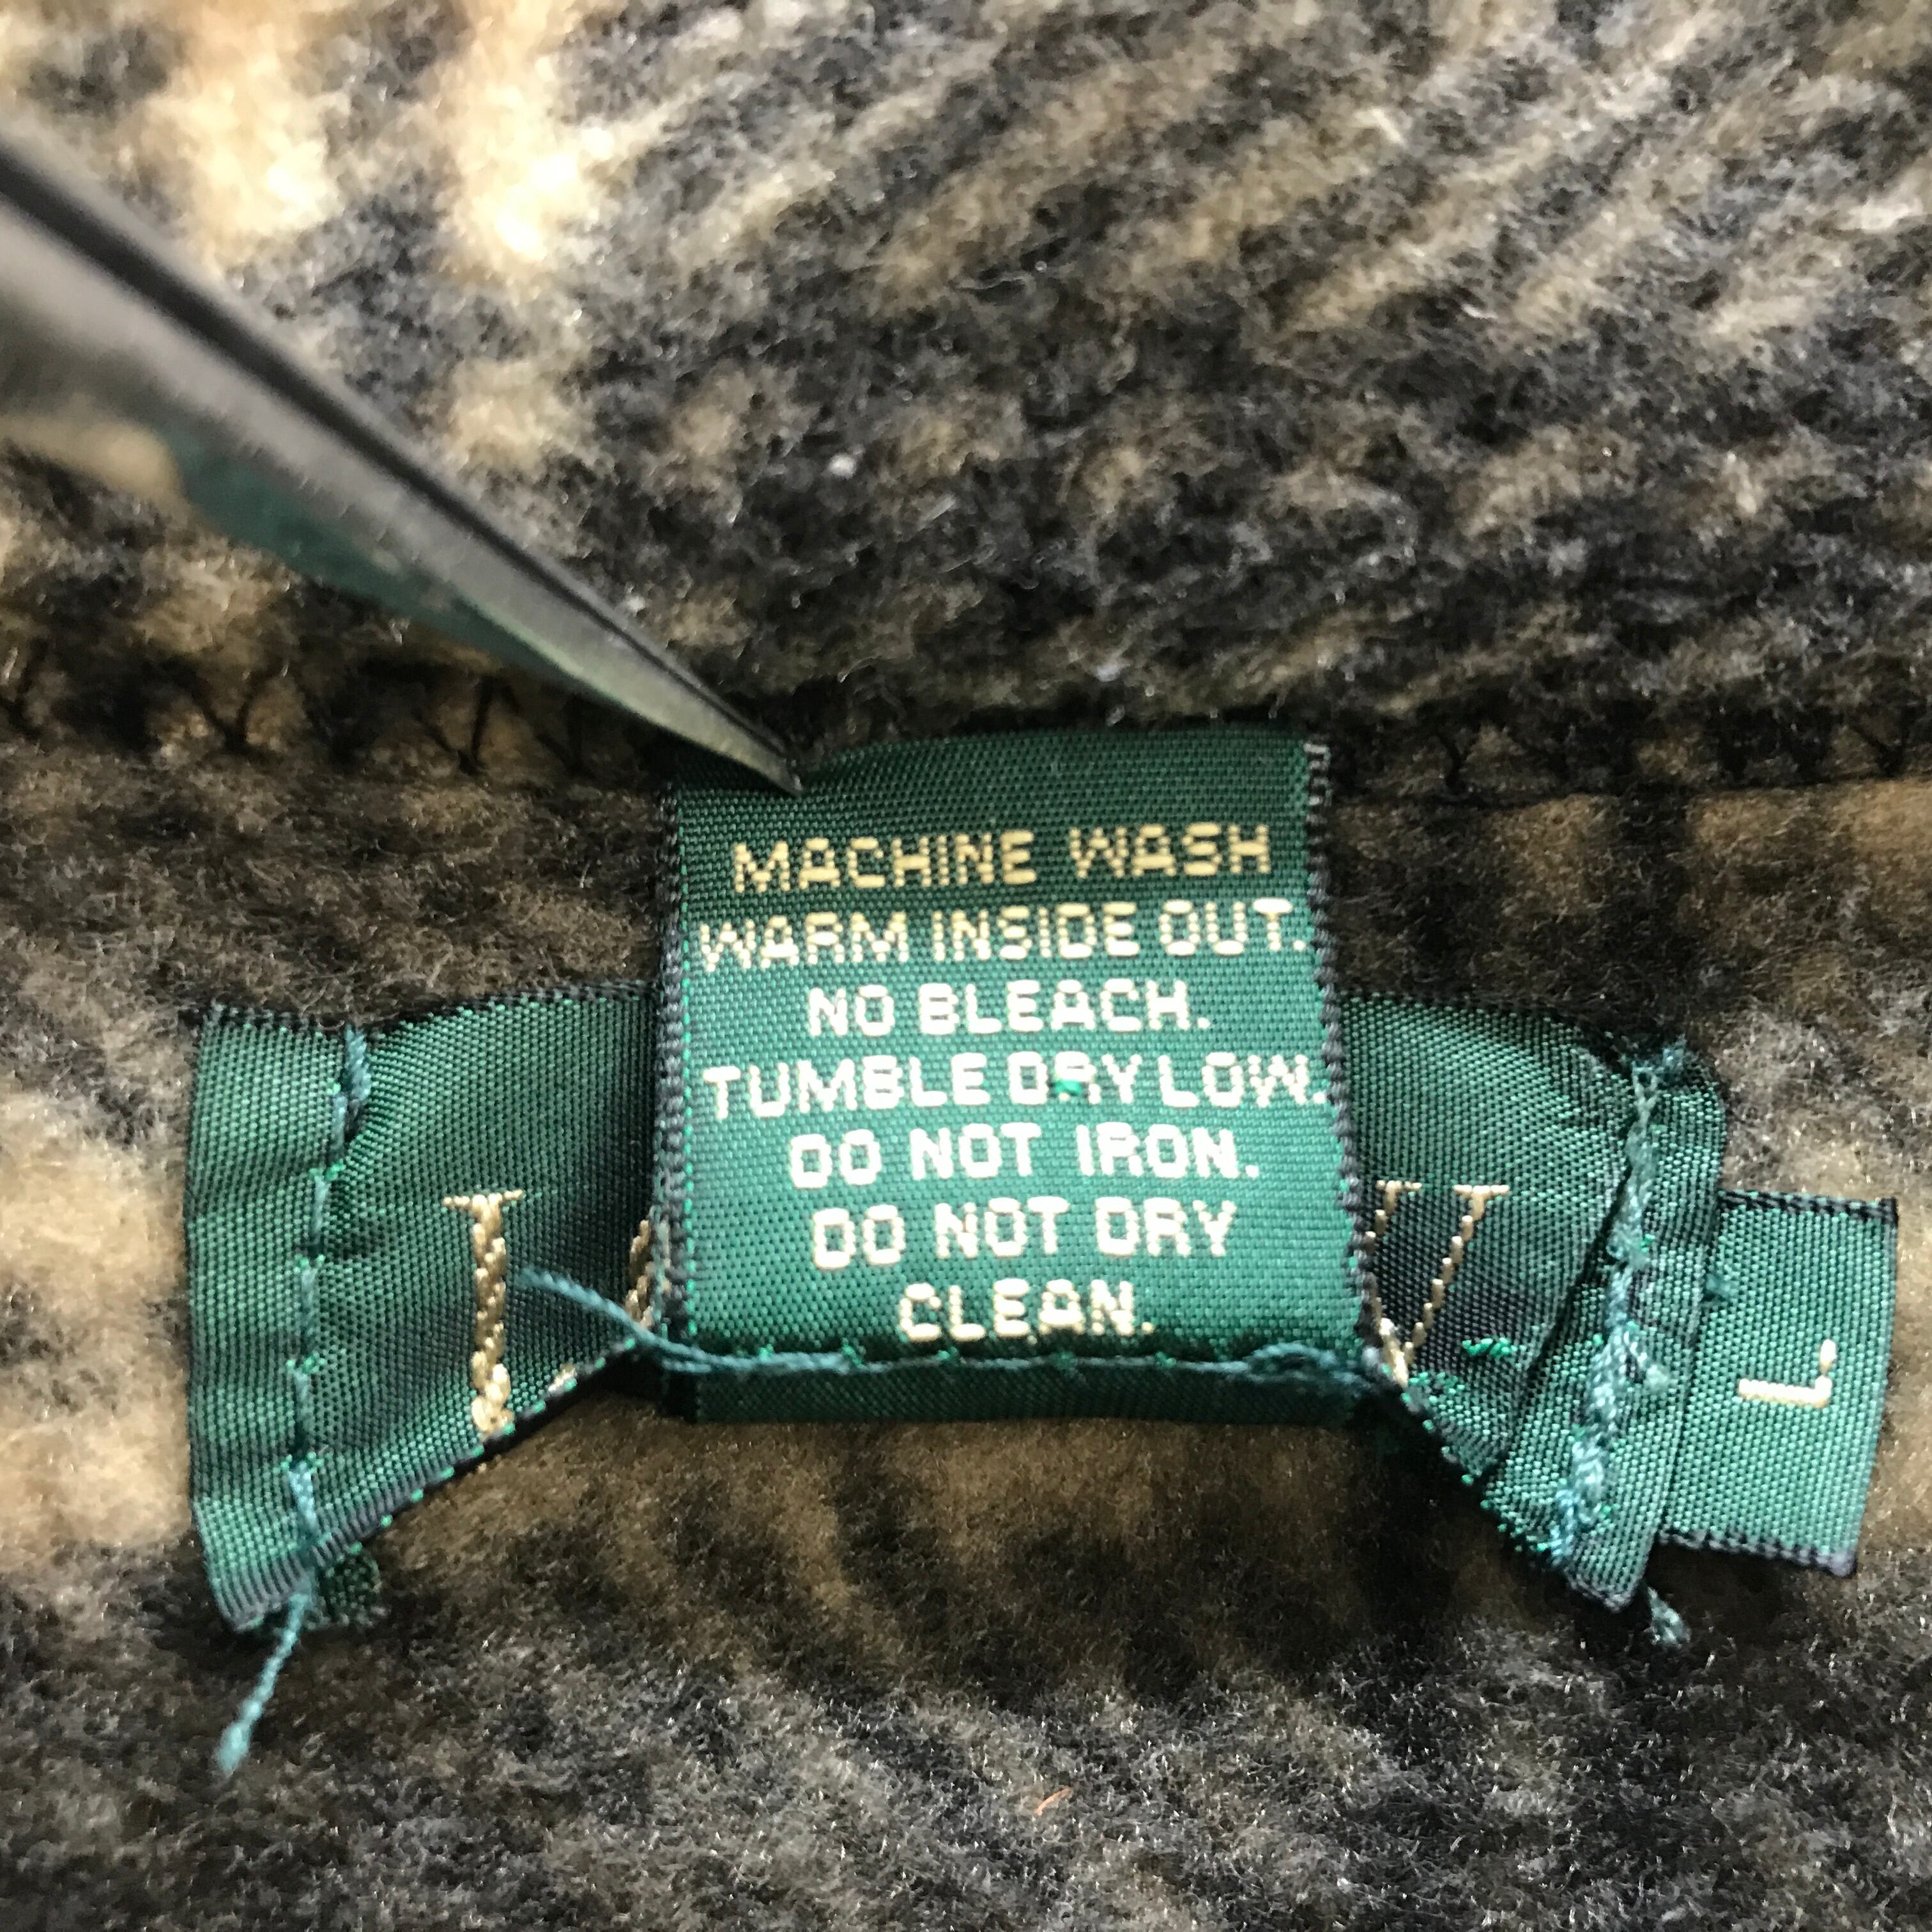 MACHINE WASH
WARM INSIDE OUT.
NO BLEACH.
TUMBLE DRY LOW.
DO NOT IRON.
DO NOT DRY
CLEAN.
L